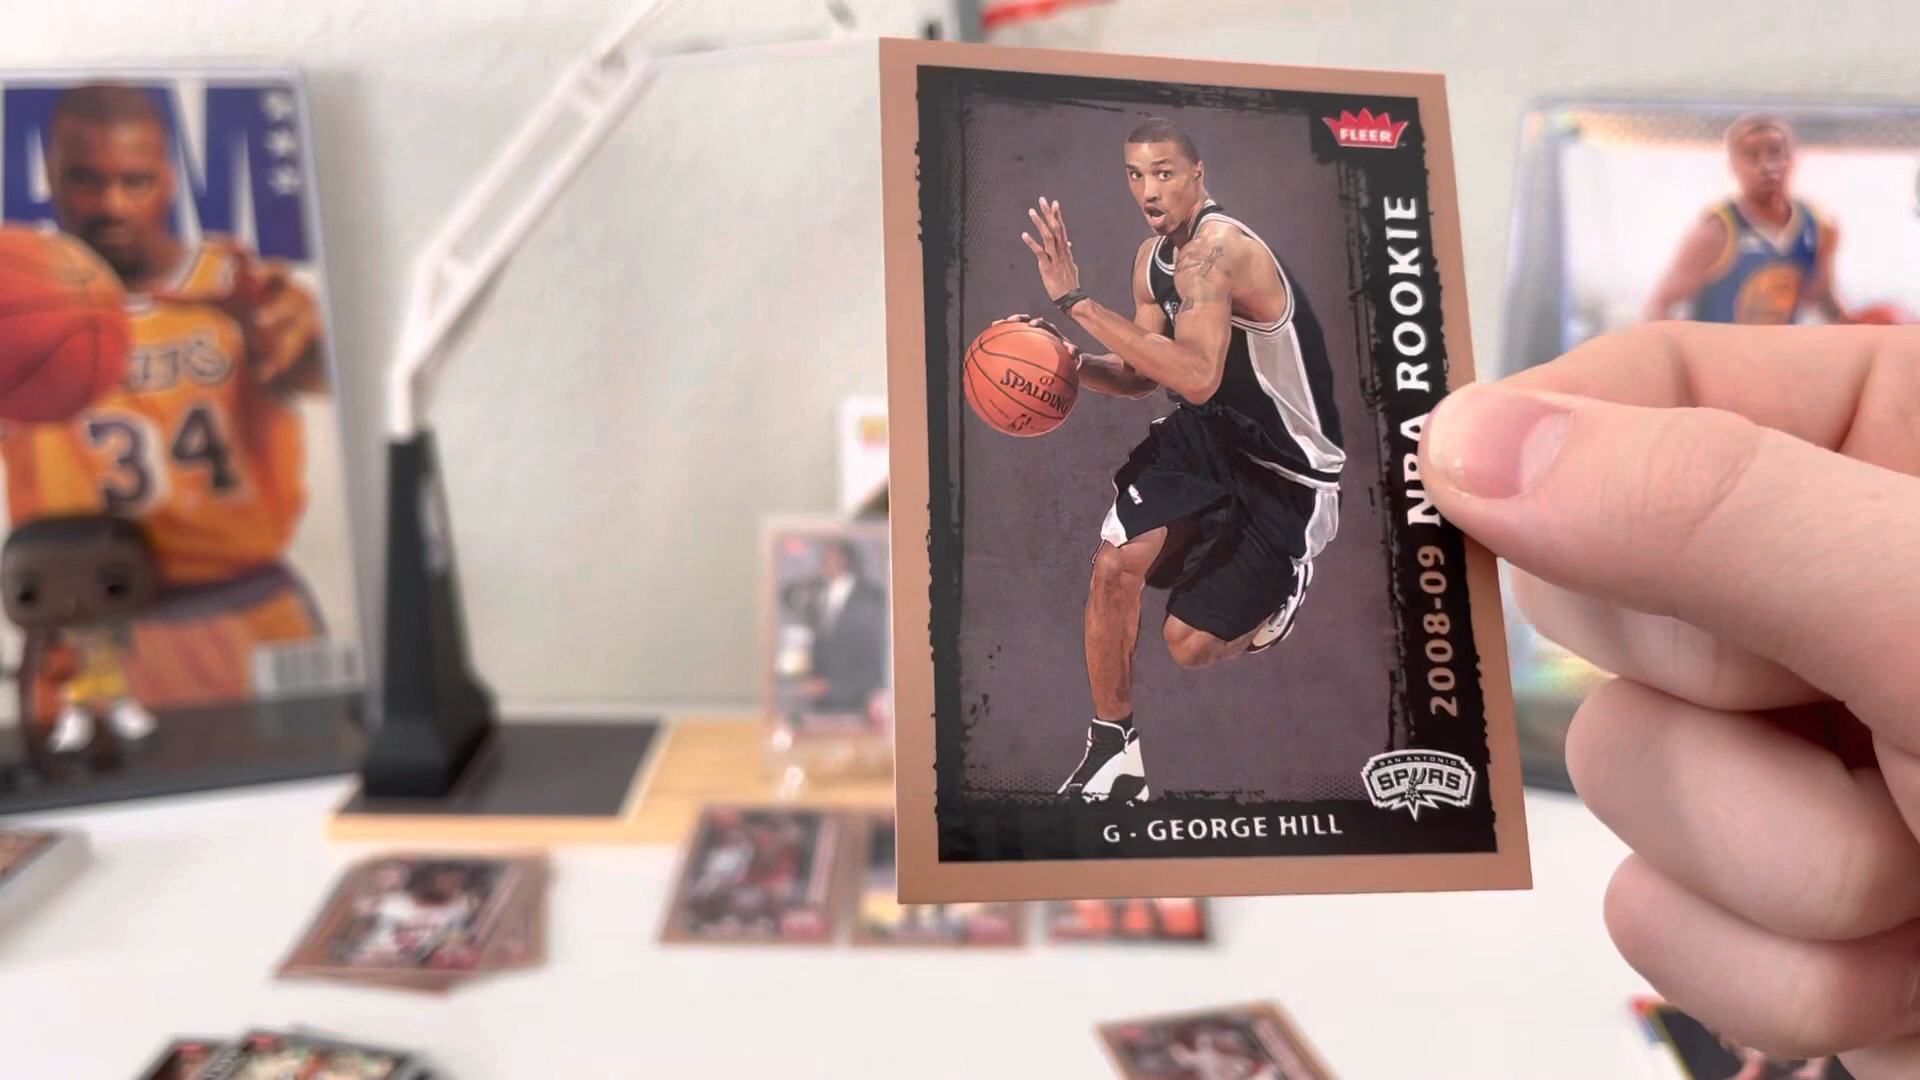 FLEER
2008-09 NBA ROOKIE
SPALDING
SAN ANTONIO
SPURS
G - GEORGE HILL
34